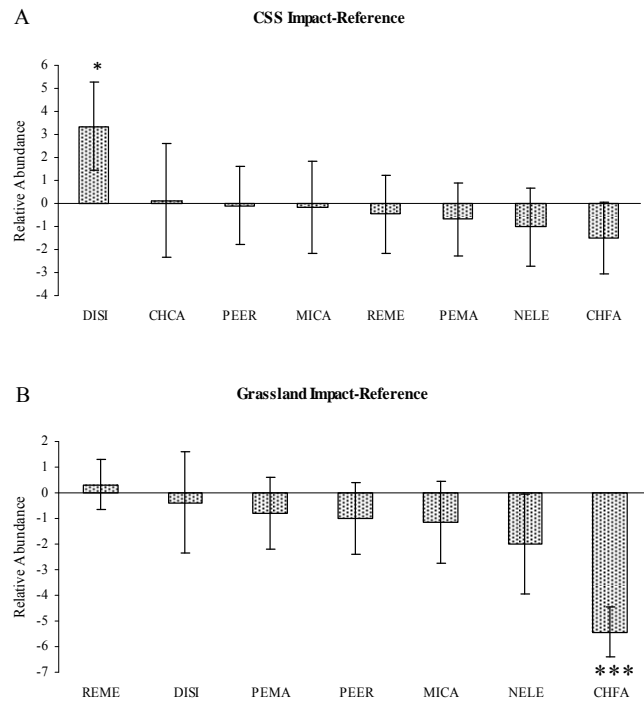 A
CSS Impact-Reference
Relative Abundance
6
5
4
3
2
1
0
-1
-2
-3
-4
*
DISI CHCA PEER MICA REME PEMA NELE CHFA
B
Grassland Impact-Reference
Relative Abundance
2
1
0
-1
-2
-3
-4
-5
-6
-7
***
REME DISI PEMA PEER MICA NELE CHFA